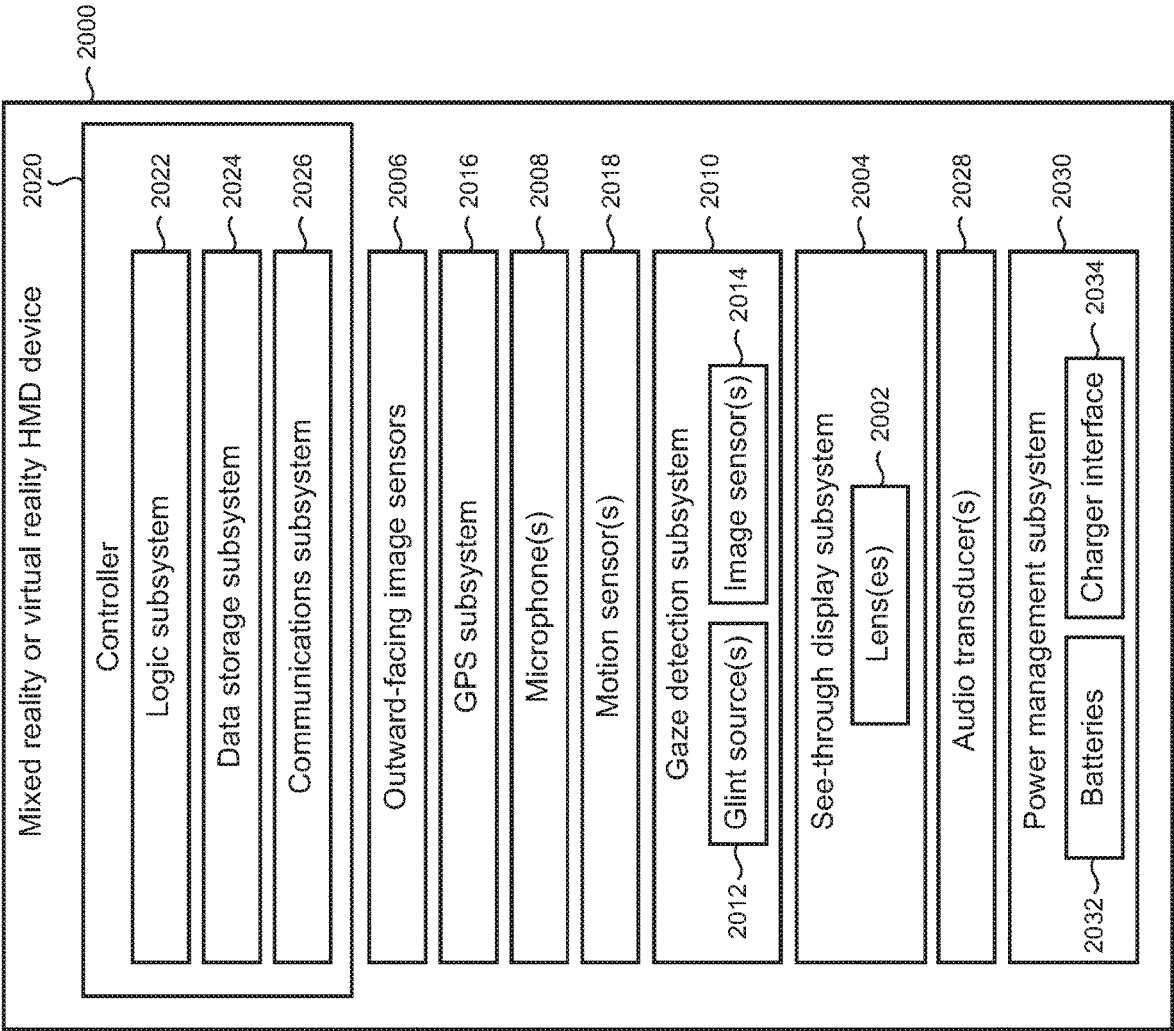 2000
Mixed reality or virtual reality HMD device 2020
Controller
Logic subsystem 2022
Data storage subsystem 2024
Communications subsystem 2026
Outward-facing image sensors 2006
GPS subsystem 2016
Microphone(s) 2008
Motion sensor(s) 2018
Gaze detection subsystem 2010
2012 Glint source(s) Image sensor(s) 2014
See-through display subsystem 2004
Lens(es) 2002
Audio transducer(s) 2028
Power management subsystem 2030
2032 Batteries Charger interface 2034